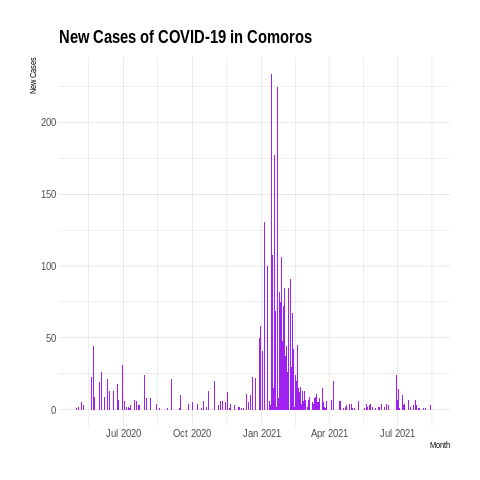 New Cases of COVID-19 in Comoros
New Cases
200
150
100
50
0
Jul 2020 Oct 2020 Jan 2021 Apr 2021 Jul 2021
Month